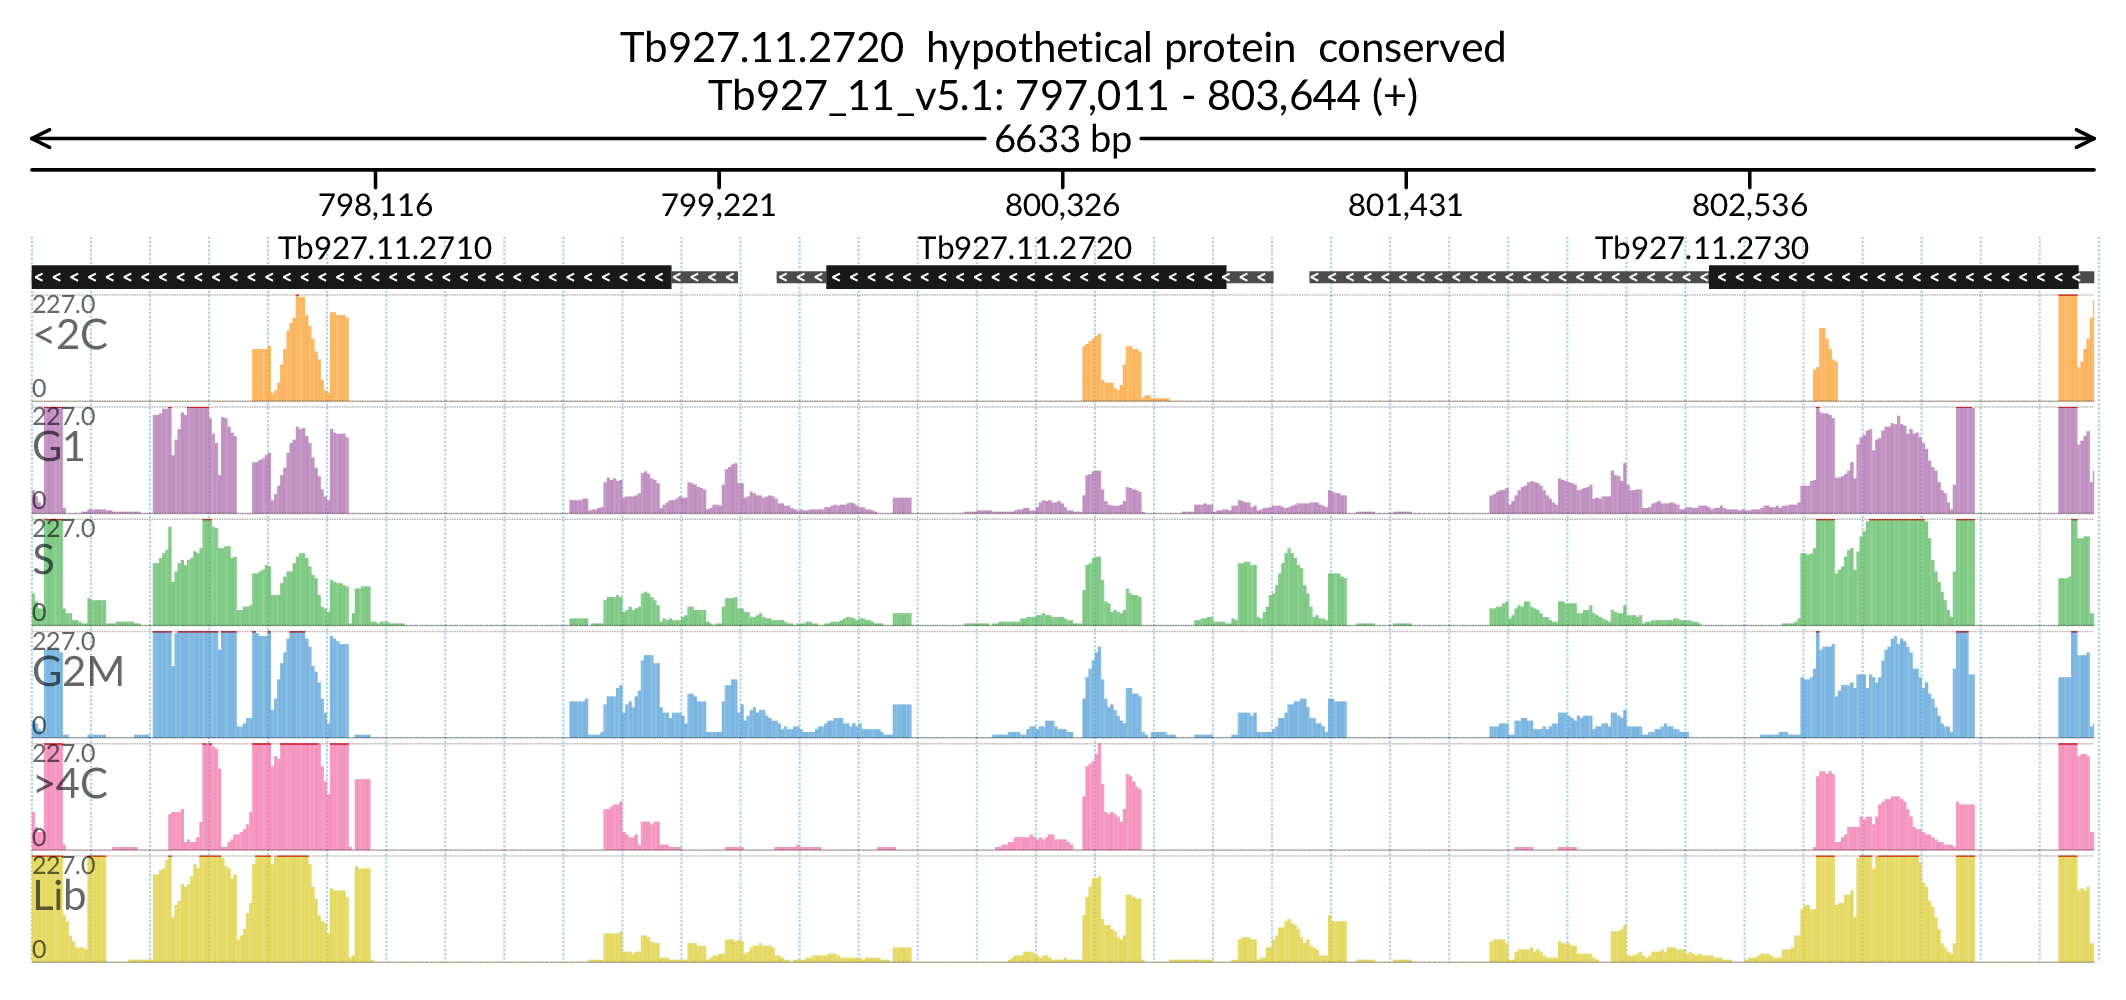 Tb927.11.2720 hypothetical protein conserved
Tb927_11_v5.1: 797,011 - 803,644 (+)
6633 bp
798,116 799,221 800,326 801,431 802,536
Tb927.11.2710 Tb927.11.2720 Tb927.11.2730
227.0
<2C
0
227.0
G1
0
227.0
S
0
227.0
G2M
0
227.0
>4C
0
227.0
Lib
0